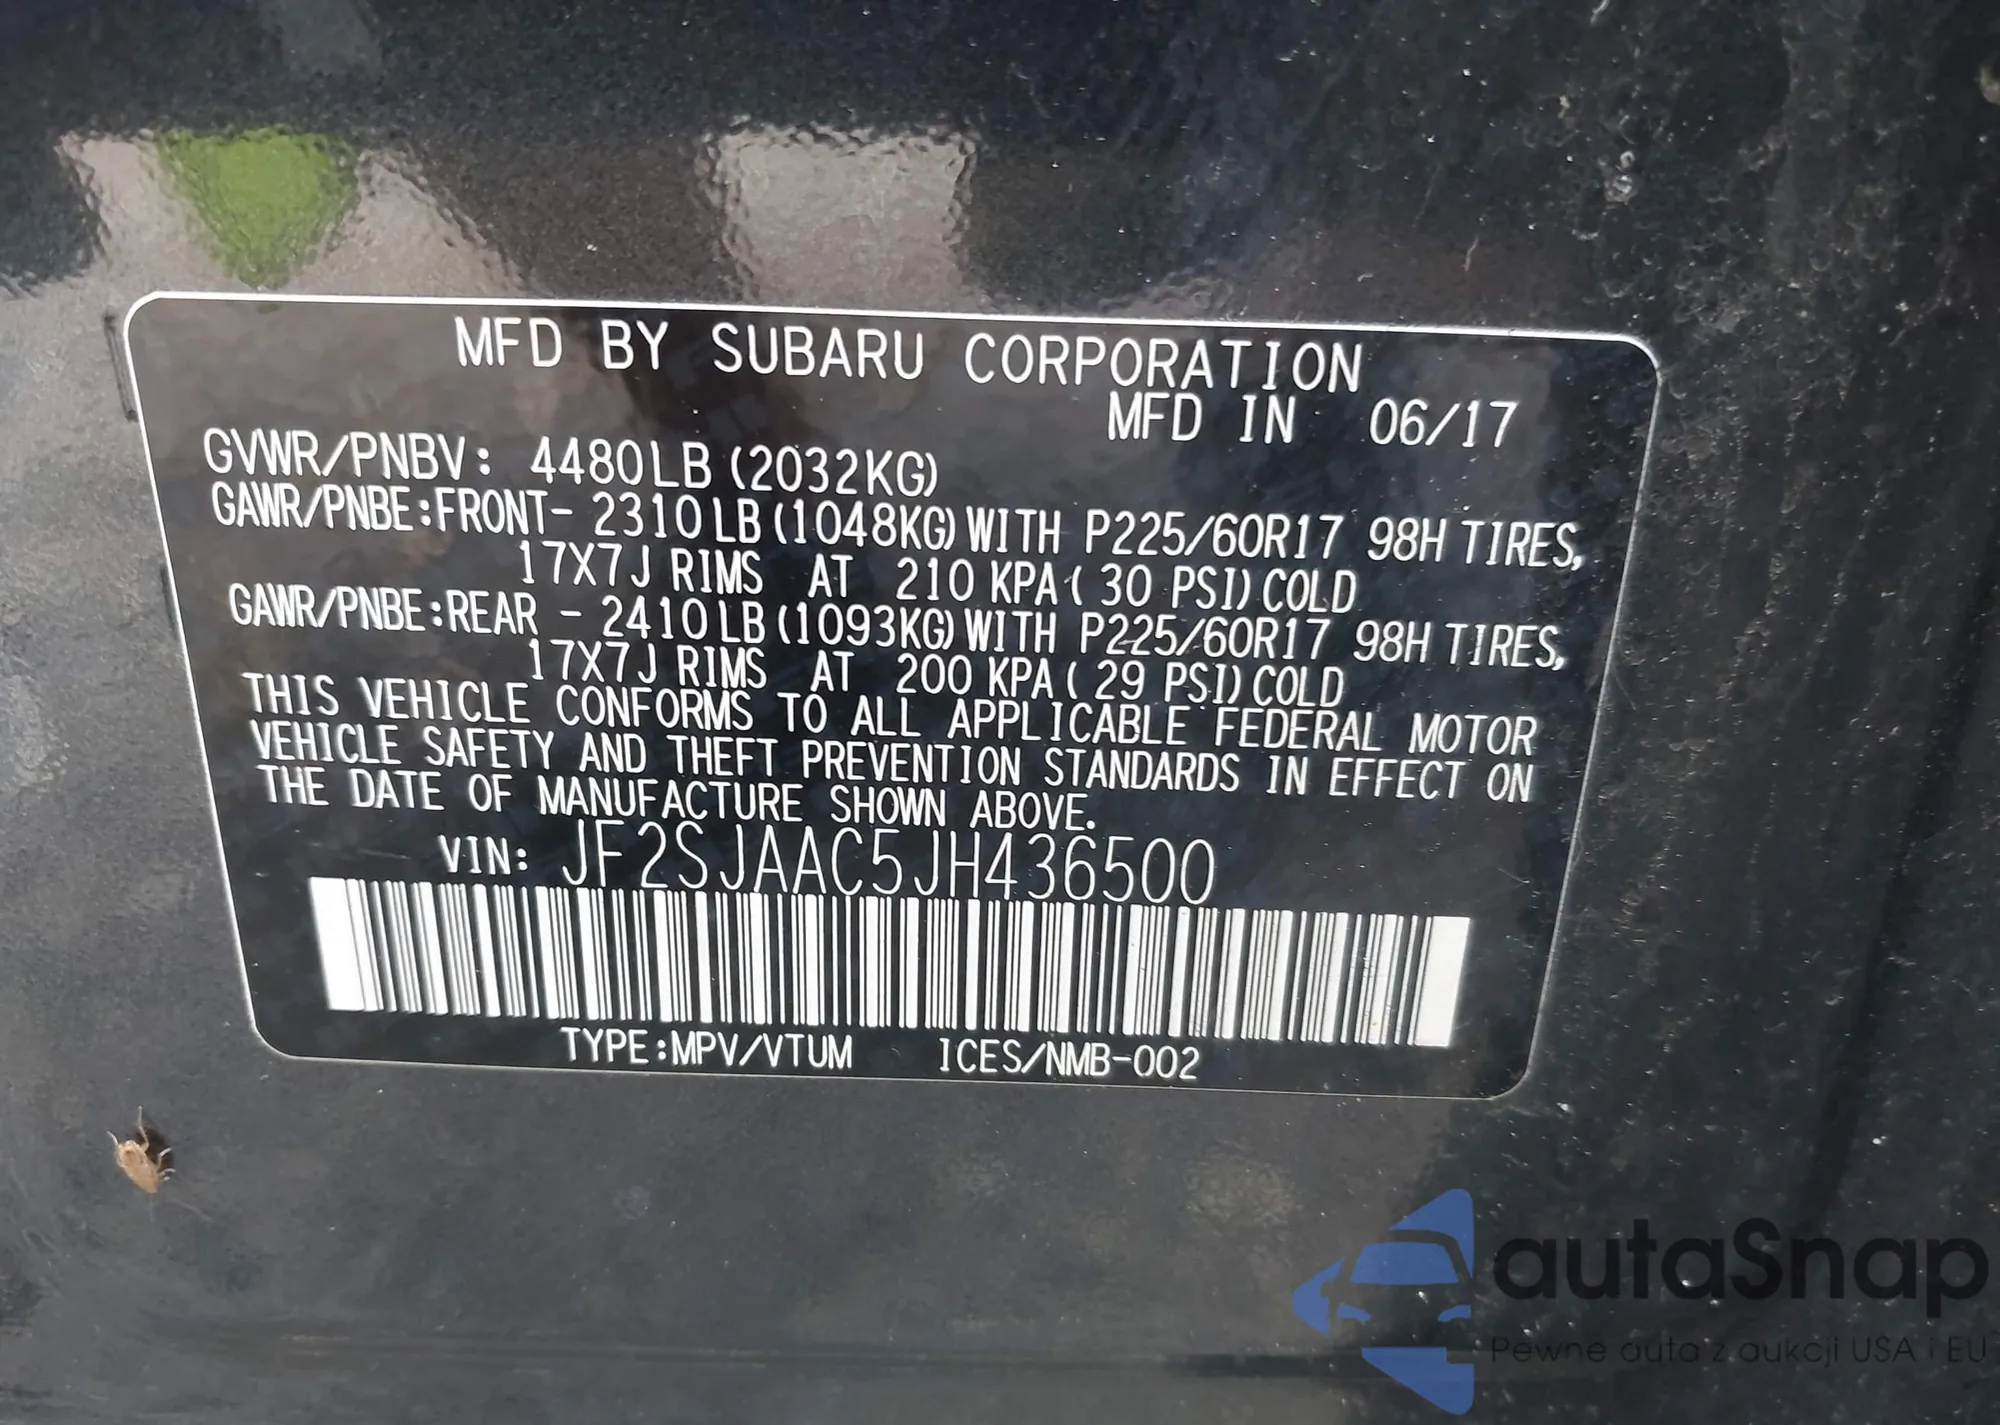 MFD BY SUBARU CORPORATION
MFD IN 06/17
GVWR/PNBV: 4480LB (2032KG)
GAWR/PNBE:FRONT- 2310LB(1048KG)WITH P225/60R17 98H TIRES,
17X7J RIMS AT 210 KPA( 30 PSI)COLD
GAWR/PNBE:REAR - 2410LB(1093KG)WITH P225/60R17 98H TIRES,
17X7J RIMS AT 200 KPA( 29 PSI)COLD
THIS VEHICLE CONFORMS TO ALL APPLICABLE FEDERAL MOTOR
VEHICLE SAFETY AND THEFT PREVENTION STANDARDS IN EFFECT ON
THE DATE OF MANUFACTURE SHOWN ABOVE.
VIN: JF2SJAAC5JH436500
TYPE:MPV/VTUM ICES/NMB-002
autaSnap
Pewne auta z aukcji USA i EU